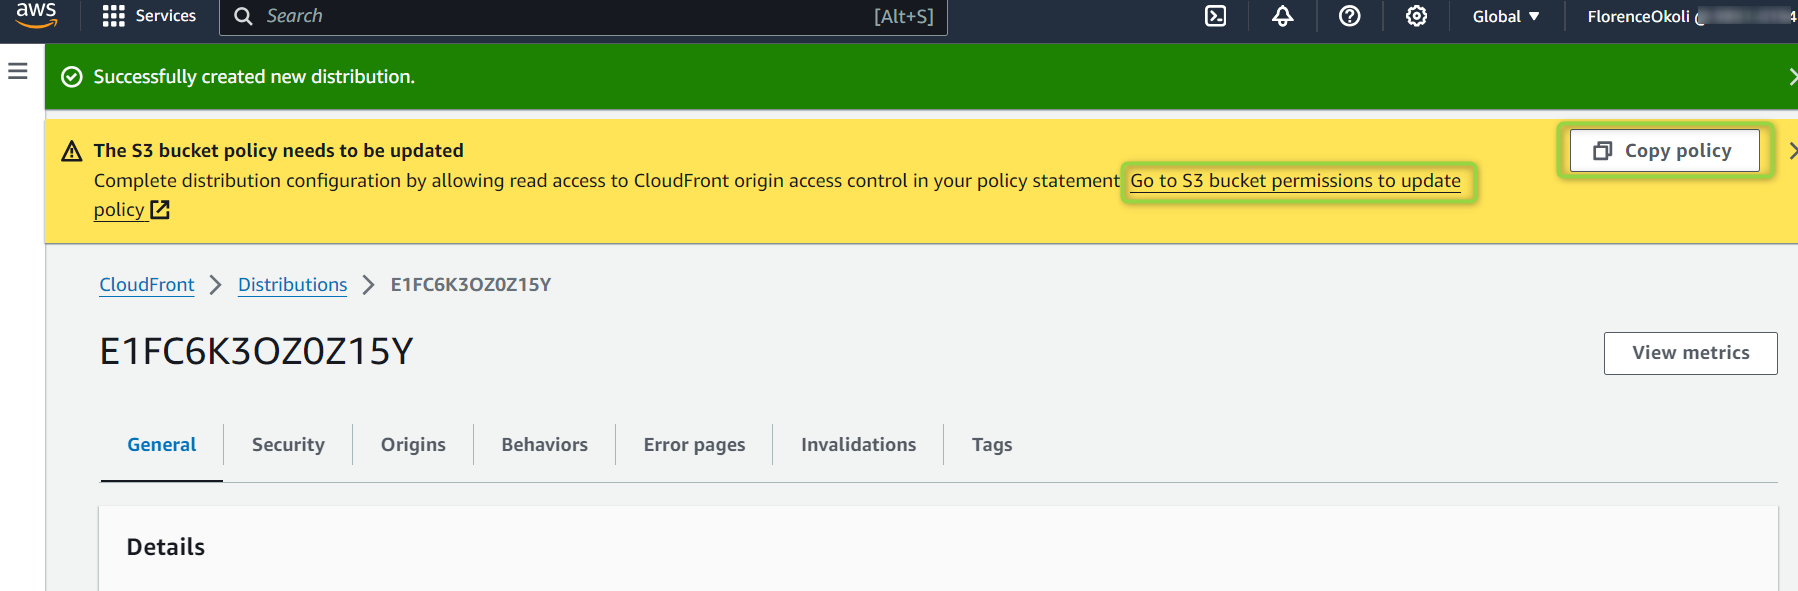 aws Services Search [Alt+S] Global FlorenceOkoli
Successfully created new distribution.
The S3 bucket policy needs to be updated
Copy policy
Complete distribution configuration by allowing read access to CloudFront origin access control in your policy statement Go to S3 bucket permissions to update
policy
CloudFront Distributions E1FC6K3OZ0Z15Y
E1FC6K3OZ0Z15Y
View metrics
General Security Origins Behaviors Error pages Invalidations Tags
Details